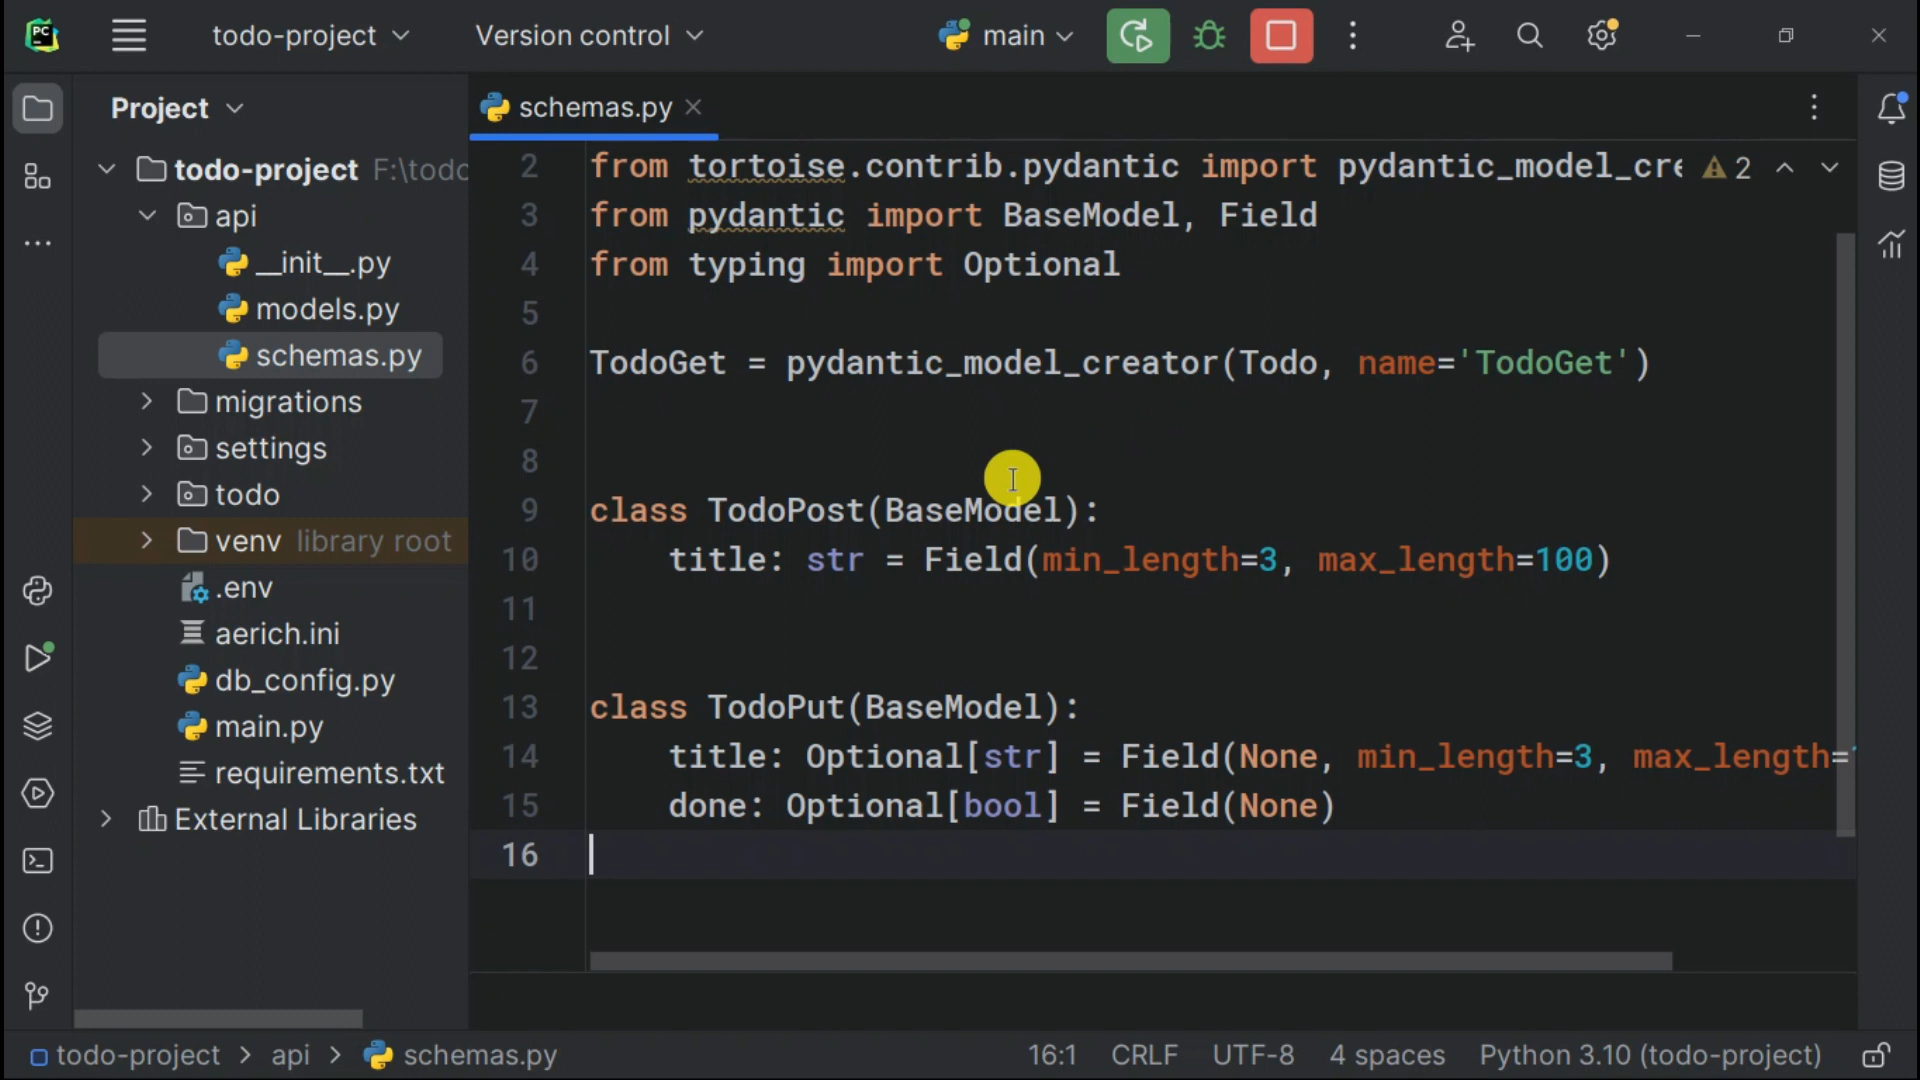 PC
todo-project
Version control
main
Project
schemas.py
todo-project F:\todo
api
__init__.py
models.py
schemas.py
migrations
settings
todo
venv library root
.env
aerich.ini
db_config.py
main.py
requirements.txt
External Libraries
2 from tortoise.contrib.pydantic import pydantic_model_cre 2
3 from pydantic import BaseModel, Field
4 from typing import Optional
5
6 TodoGet = pydantic_model_creator(Todo, name='TodoGet')
7
8
9 class TodoPost(BaseModel):
10     title: str = Field(min_length=3, max_length=100)
11
12
13 class TodoPut(BaseModel):
14     title: Optional[str] = Field(None, min_length=3, max_length=
15     done: Optional[bool] = Field(None)
16
todo-project > api > schemas.py
16:1 CRLF UTF-8 4 spaces Python 3.10 (todo-project)